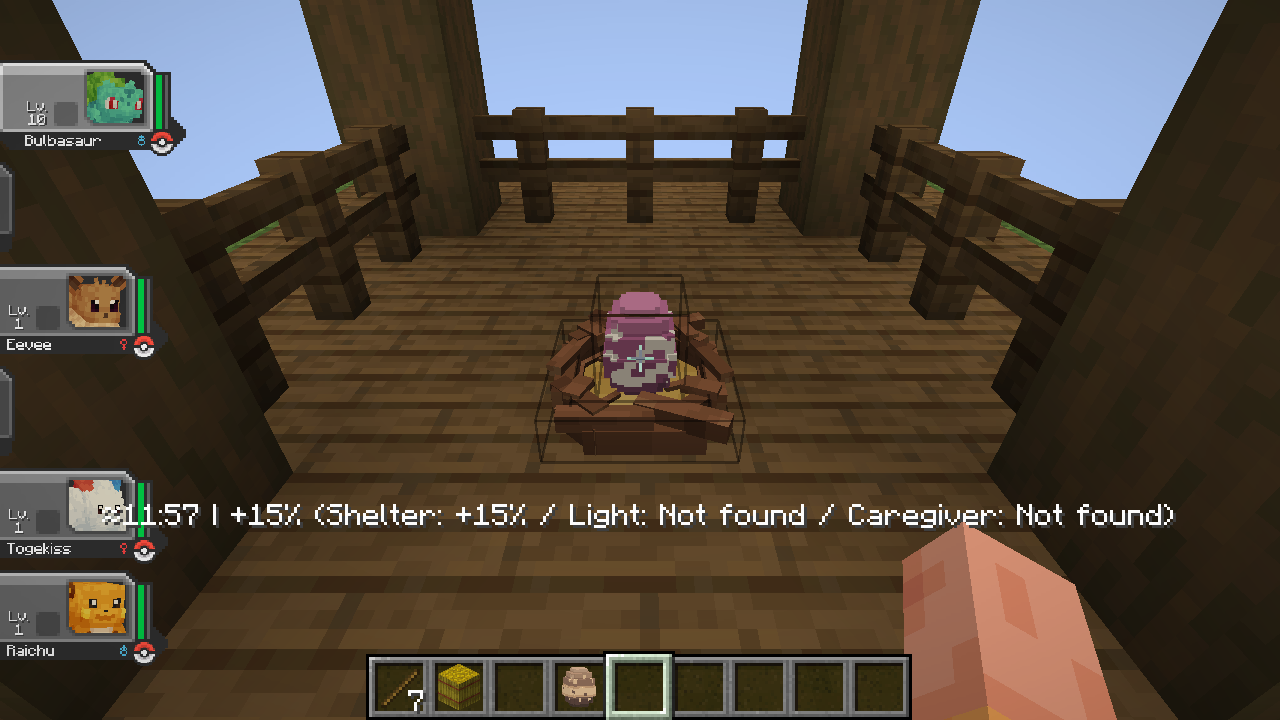 Lv.
10
Bulbasaur
Lv.
1
Eevee
≈11:57 | +15% (Shelter: +15% / Light: Not found / Caregiver: Not found)
Lv.
1
Togekiss
Lv.
1
Raichu
7